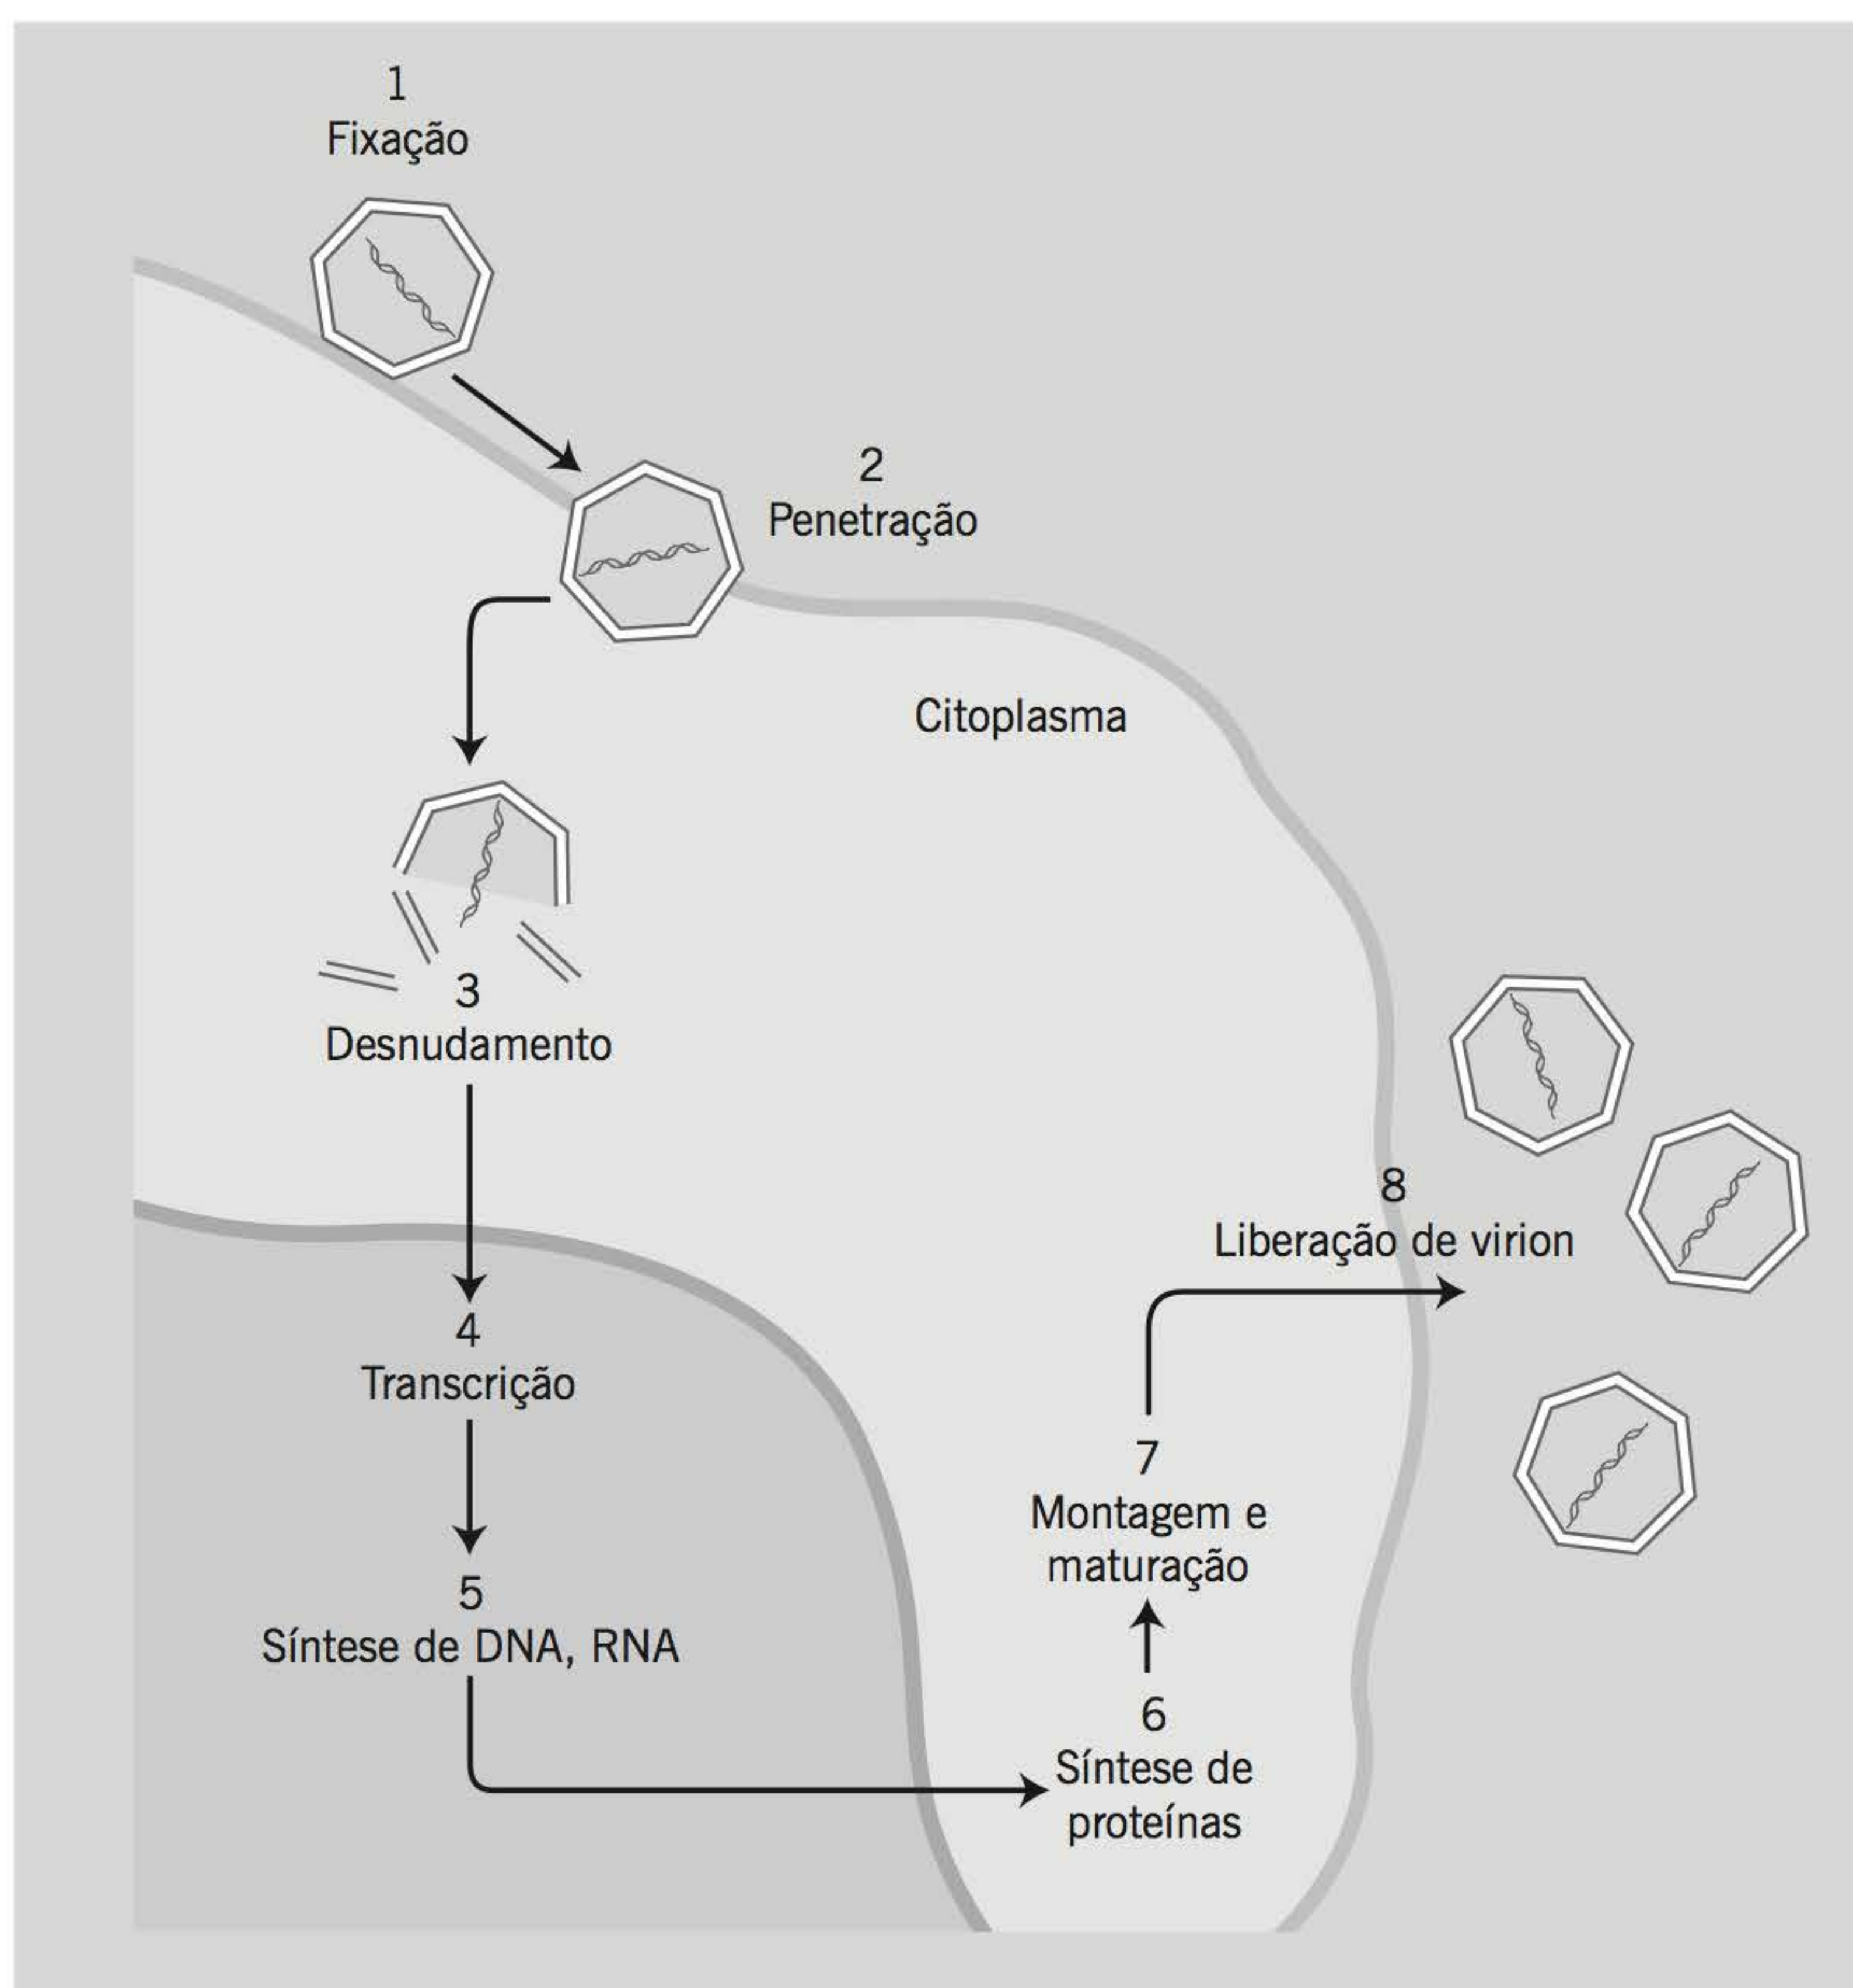 1
Fixação
2
Penetração
Citoplasma
3
Desnudamento
4
Transcrição
5
Síntese de DNA, RNA
6
Síntese de
proteínas
7
Montagem e
maturação
8
Liberação de virion